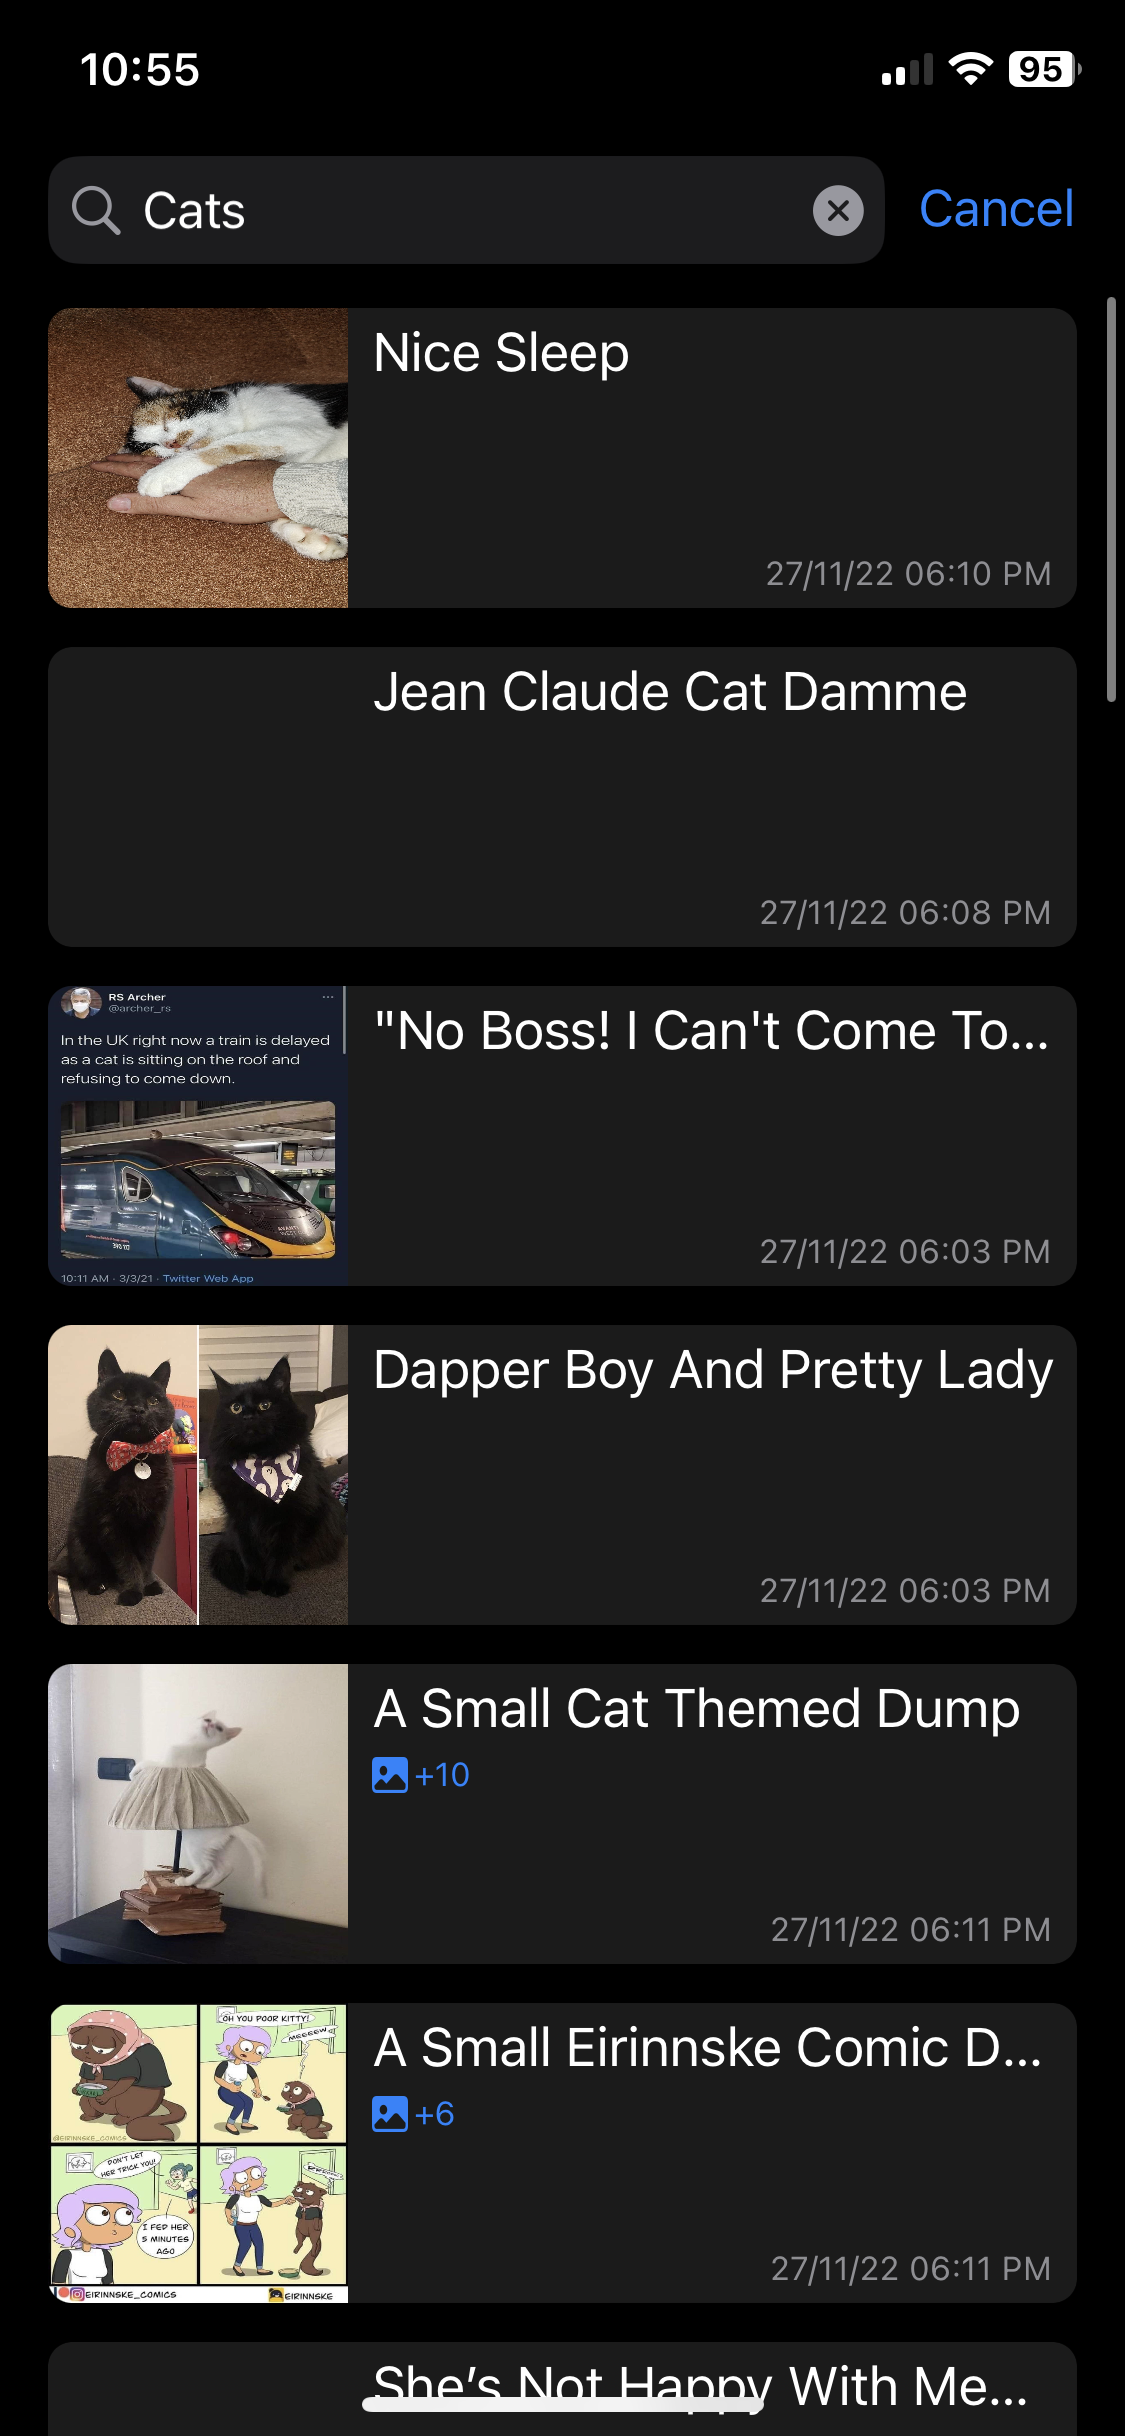 10:55
95
Cats
Cancel
Nice Sleep
27/11/22 06:10 PM
Jean Claude Cat Damme
27/11/22 06:08 PM
RS Archer
@archer_rs
In the UK right now a train is delayed
as a cat is sitting on the roof and
refusing to come down.
10:11 AM · 3/3/21 · Twitter Web App
"No Boss! I Can't Come To...
27/11/22 06:03 PM
Dapper Boy And Pretty Lady
27/11/22 06:03 PM
A Small Cat Themed Dump
+10
27/11/22 06:11 PM
OH YOU POOR KITTY!
MEEEEW
@EIRINNSKE_COMICS
DON'T LET
HER TRICK YOU!
I FED HER
5 MINUTES
AGO
EIRINNSKE_COMICS
EIRINNSKE
A Small Eirinnske Comic D...
+6
27/11/22 06:11 PM
She’s Not Happy With Me...